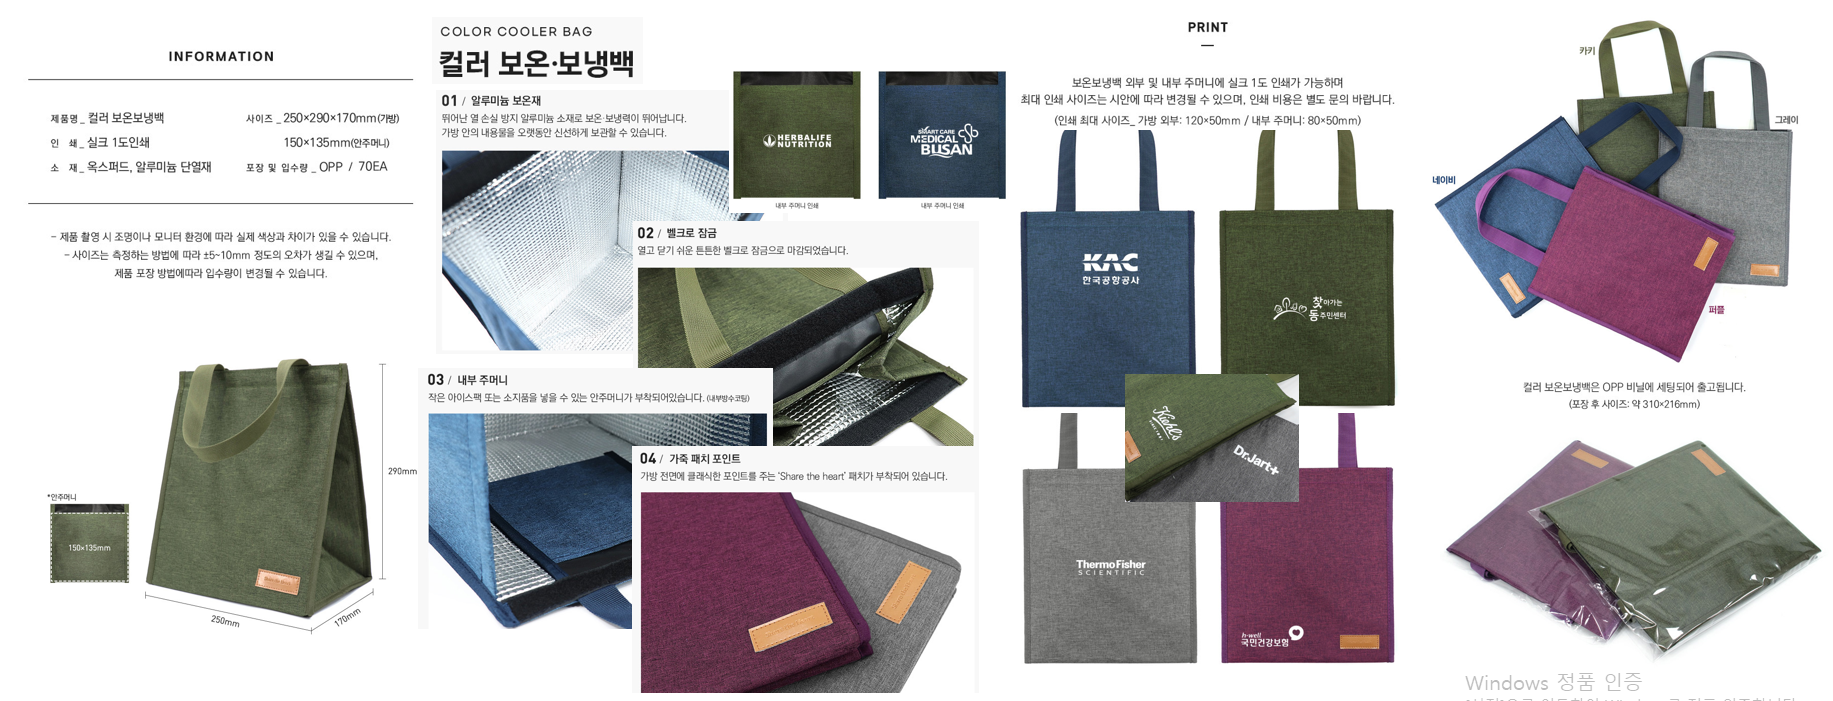 INFORMATION
제품명_ 컬러 보온보냉백
사이즈 _ 250×290×170mm(가방)
인 쇄_ 실크 1도인쇄
150×135mm(안주머니)
소 재_ 옥스퍼드, 알루미늄 단열재
포장 및 입수량 _ OPP / 70EA
- 제품 촬영 시 조명이나 모니터 환경에 따라 실제 색상과 차이가 있을 수 있습니다.
- 사이즈는 측정하는 방법에 따라 ±5~10mm 정도의 오차가 생길 수 있으며,
제품 포장 방법에따라 입수량이 변경될 수 있습니다.
*안주머니
150×135mm
290mm
250mm
170mm
COLOR COOLER BAG
컬러 보온·보냉백
01 / 알루미늄 보온재
뛰어난 열 손실 방지 알루미늄 소재로 보온·보냉력이 뛰어납니다.
가방 안의 내용물을 오랫동안 신선하게 보관할 수 있습니다.
HERBALIFE
NUTRITION
내부 주머니 인쇄
SMART CARE
MEDICAL
BUSAN
내부 주머니 인쇄
02 / 벨크로 잠금
열고 닫기 쉬운 튼튼한 벨크로 잠금으로 마감되었습니다.
03 / 내부 주머니
작은 아이스팩 또는 소지품을 넣을 수 있는 안주머니가 부착되어있습니다. (내부방수코팅)
04 / 가죽 패치 포인트
가방 전면에 클래식한 포인트를 주는 'Share the heart' 패치가 부착되어 있습니다.
PRINT
보온보냉백 외부 및 내부 주머니에 실크 1도 인쇄가 가능하며
최대 인쇄 사이즈는 시안에 따라 변경될 수 있으며, 인쇄 비용은 별도 문의 바랍니다.
(인쇄 최대 사이즈_ 가방 외부: 120×50mm / 내부 주머니: 80×50mm)
KAC
한국공항공사
찾아가는
동주민센터
Kiehl's
Dr.Jart+
ThermoFisher
SCIENTIFIC
h-well
국민건강보험
카키
그레이
네이비
퍼플
컬러 보온보냉백은 OPP 비닐에 세팅되어 출고됩니다.
(포장 후 사이즈: 약 310×216mm)
Windows 정품 인증